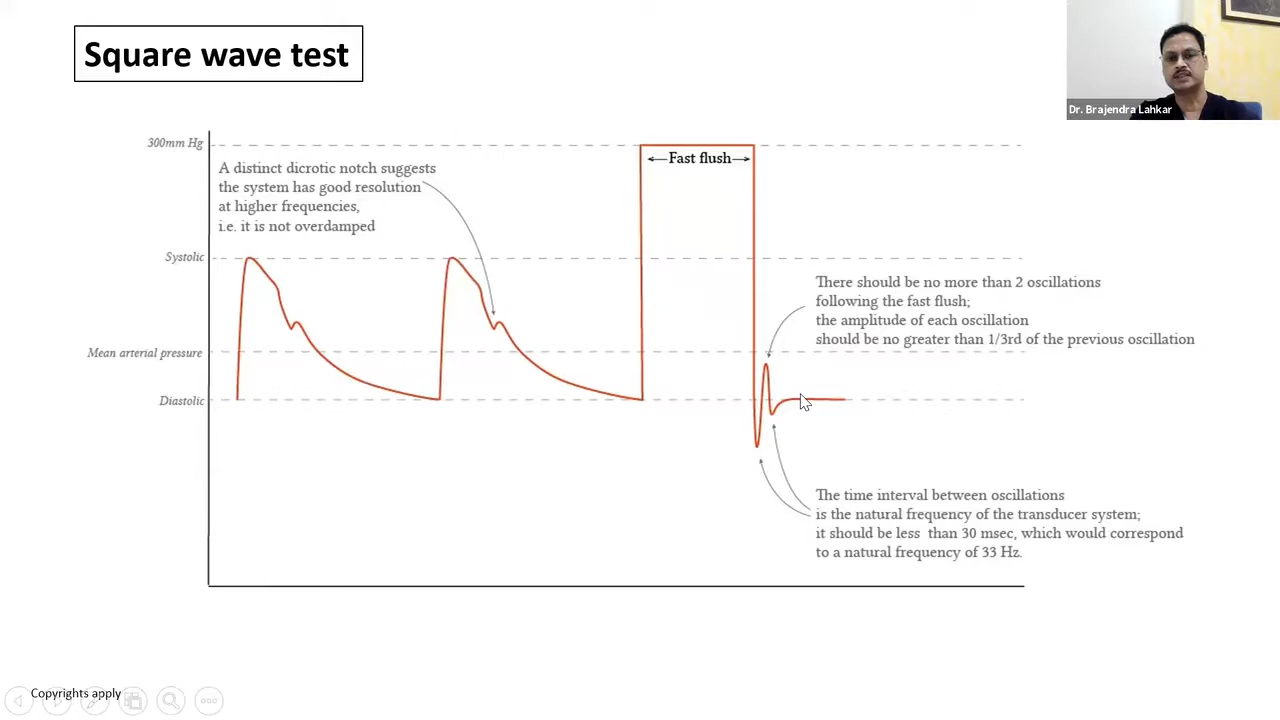 Square wave test
Dr. Brajendra Lahkar
300mm Hg
Fast flush
A distinct dicrotic notch suggests
the system has good resolution
at higher frequencies,
i.e. it is not overdamped
Systolic
There should be no more than 2 oscillations
following the fast flush;
the amplitude of each oscillation
should be no greater than 1/3rd of the previous oscillation
Mean arterial pressure
Diastolic
The time interval between oscillations
is the natural frequency of the transducer system;
it should be less than 30 msec, which would correspond
to a natural frequency of 33 Hz.
Copyrights apply